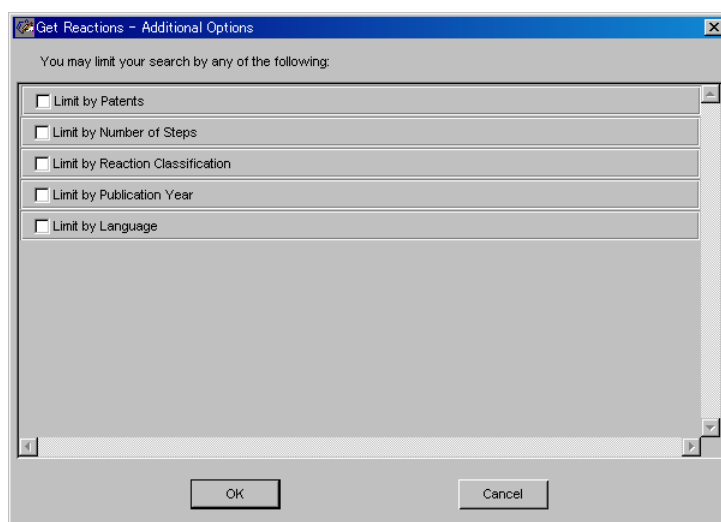 Get Reactions - Additional Options
You may limit your search by any of the following:
Limit by Patents
Limit by Number of Steps
Limit by Reaction Classification
Limit by Publication Year
Limit by Language
OK
Cancel